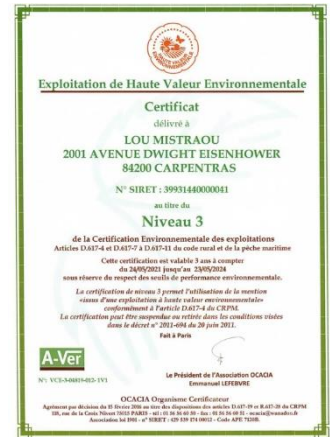 HAUTE VALEUR
ENVIRONNEMENTALE
Exploitation de Haute Valeur Environnementale
Certificat
délivré à
LOU MISTRAOU
2001 AVENUE DWIGHT EISENHOWER
84200 CARPENTRAS
N° SIRET : 39931440000041
au titre du
Niveau 3
de la Certification Environnementale des exploitations
Articles D.617-4 et D.617-7 à D.617-11 du code rural et de la pêche maritime
Cette certification est valable 3 ans à compter
du 24/05/2021 jusqu'au 23/05/2024
sous réserve du respect des seuils de performance environnementale.
La certification de niveau 3 permet l'utilisation de la mention
«issus d'une exploitation à haute valeur environnementale»
conformément à l'article D.617-4 du CRPM.
La certification peut être suspendue ou retirée dans les conditions visées
dans le décret n° 2011-694 du 20 juin 2011.
Fait à Paris
A-Ver
Le Président de l'Association OCACIA
Emmanuel LEFEBVRE
OCACIA Organisme Certificateur